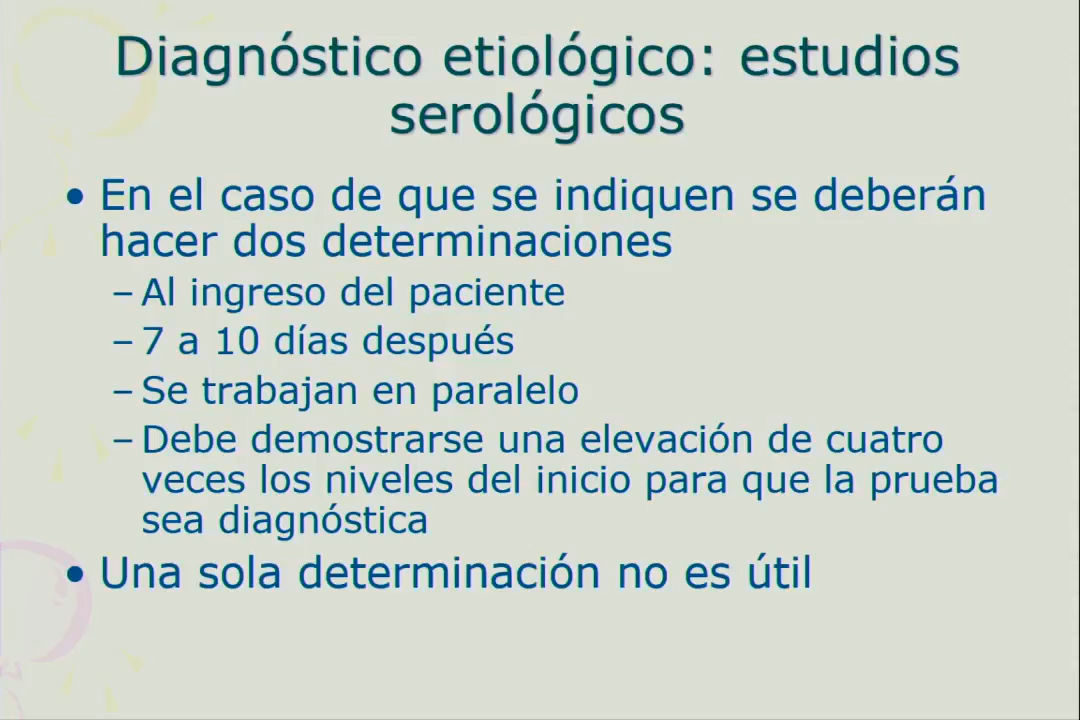 Diagnóstico etiológico: estudios
serológicos
• En el caso de que se indiquen se deberán
hacer dos determinaciones
– Al ingreso del paciente
– 7 a 10 días después
– Se trabajan en paralelo
– Debe demostrarse una elevación de cuatro
veces los niveles del inicio para que la prueba
sea diagnóstica
• Una sola determinación no es útil